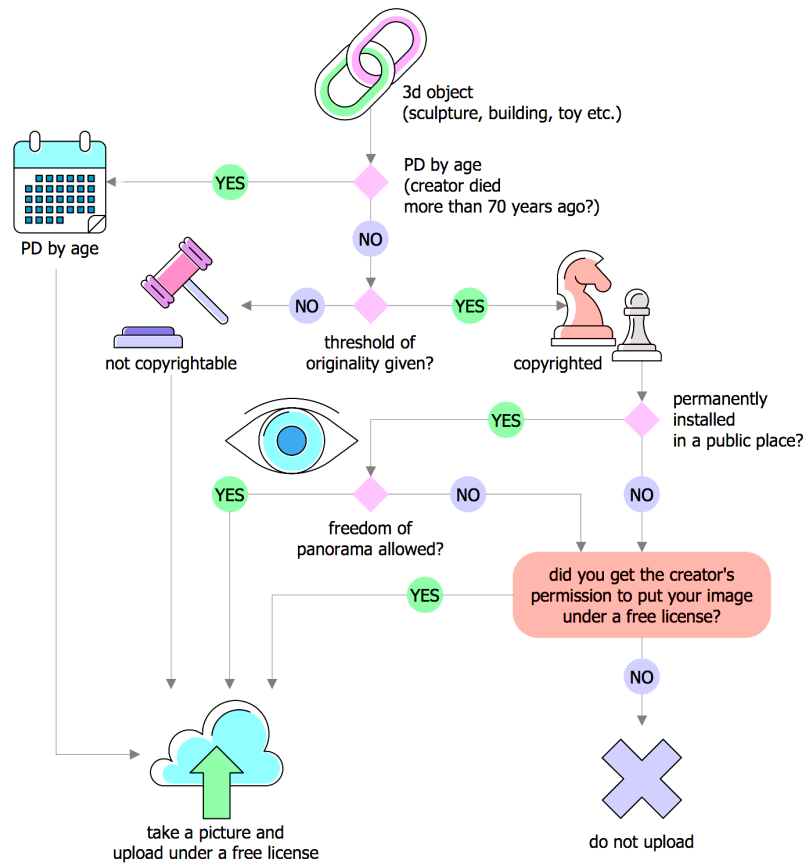 3d object
(sculpture, building, toy etc.)
PD by age
(creator died
more than 70 years ago?)
YES
PD by age
NO
NO
YES
threshold of
originality given?
not copyrightable
copyrighted
permanently
installed
in a public place?
YES
YES
NO
NO
freedom of
panorama allowed?
did you get the creator's
permission to put your image
under a free license?
YES
NO
take a picture and
upload under a free license
do not upload